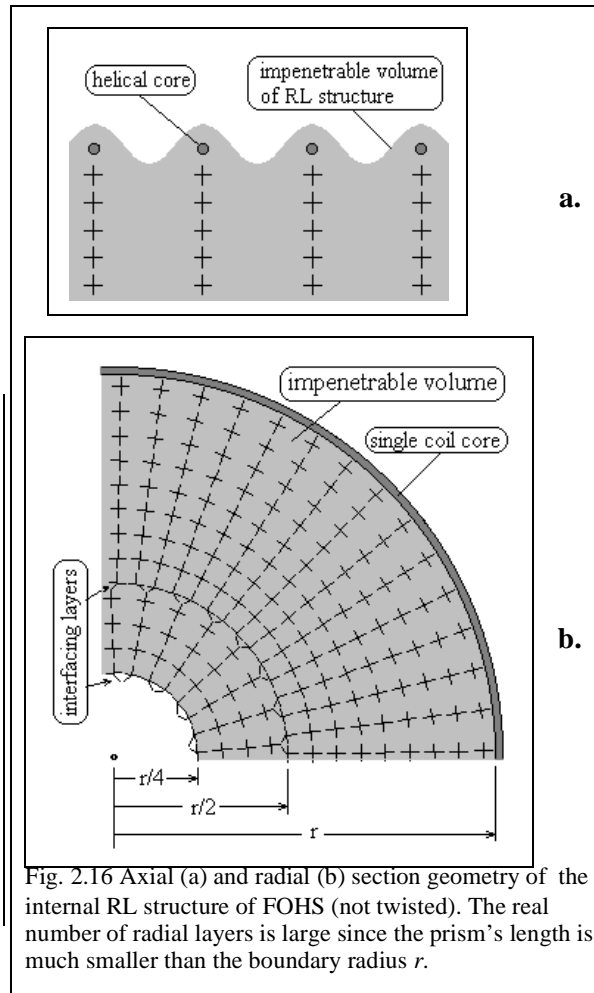 helical core
impenetrable volume
of RL structure
a.
impenetrable volume
single coil core
interfacing layers
b.
r/4
r/2
r
Fig. 2.16 Axial (a) and radial (b) section geometry of the
internal RL structure of FOHS (not twisted). The real
number of radial layers is large since the prism's length is
much smaller than the boundary radius r.